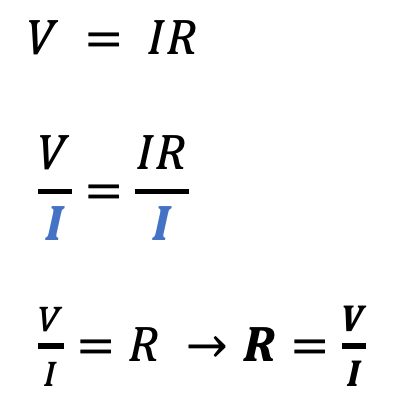 V = IR
V/I = IR/I
V/I = R → R = V/I